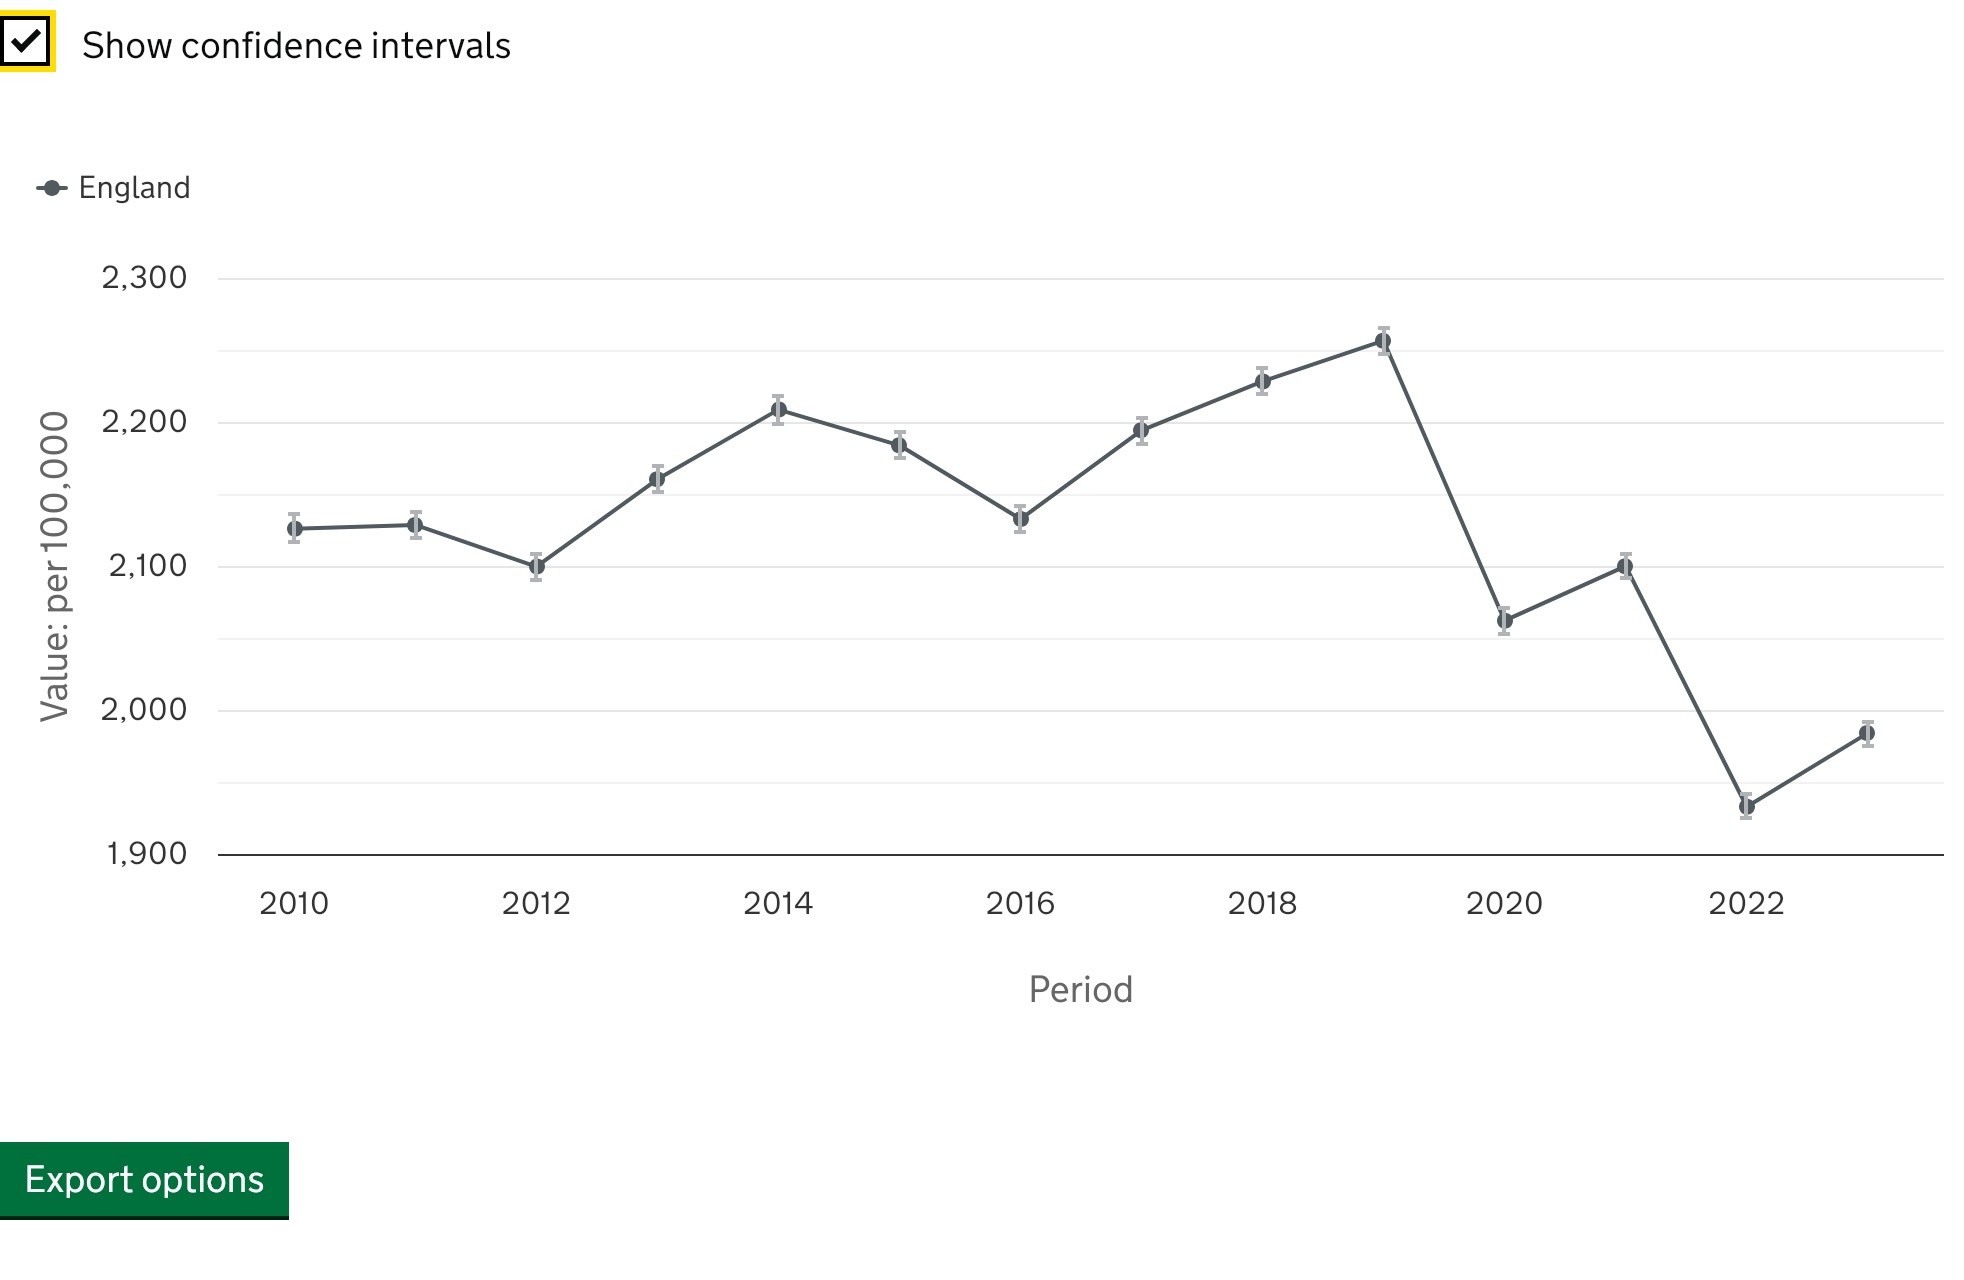 Show confidence intervals
England
2,300
2,200
2,100
2,000
1,900
Value: per 100,000
2010 2012 2014 2016 2018 2020 2022
Period
Export options